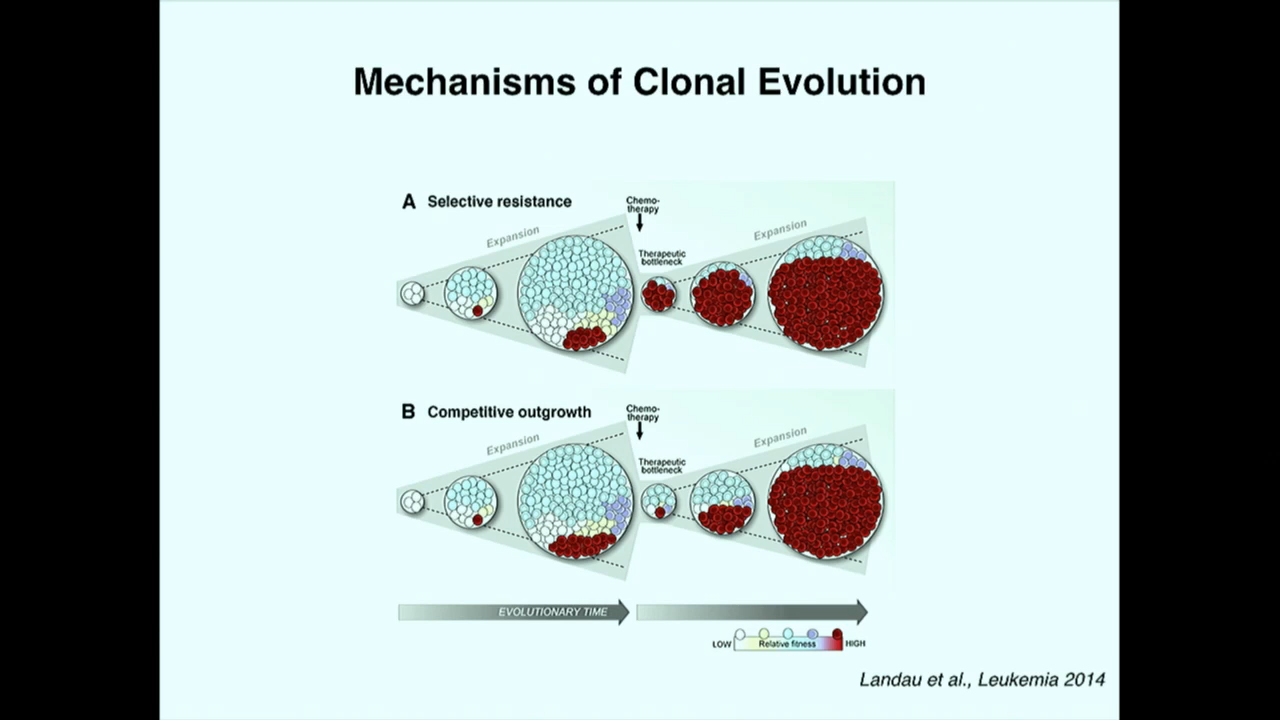 Mechanisms of Clonal Evolution
A Selective resistance
Chemo-
therapy
Expansion
Therapeutic
bottleneck
Expansion
B Competitive outgrowth
Chemo-
therapy
Expansion
Therapeutic
bottleneck
Expansion
EVOLUTIONARY TIME
LOW Relative fitness HIGH
Landau et al., Leukemia 2014